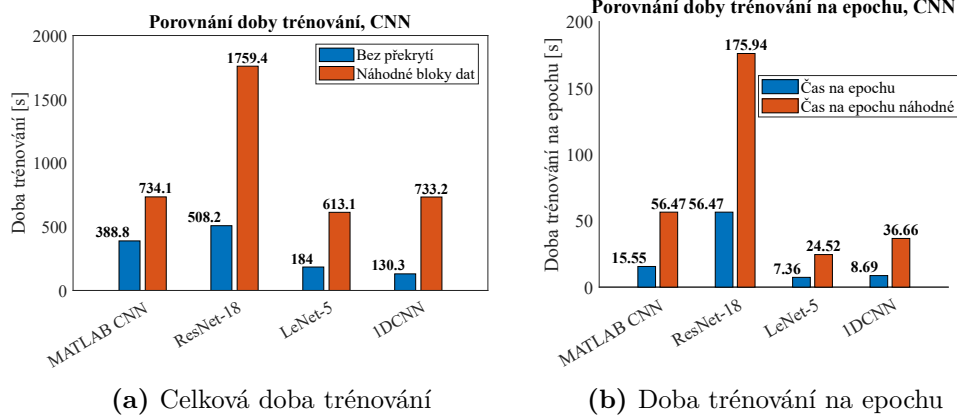 Porovnání doby trénování, CNN
Doba trénování [s]
2000
1500
1000
500
0
Bez překrytí
Náhodné bloky dat
388.8
734.1
508.2
1759.4
184
613.1
130.3
733.2
MATLAB CNN
ResNet-18
LeNet-5
1DCNN
(a) Celková doba trénování
Porovnání doby trénování na epochu, CNN
Doba trénování na epochu [s]
200
150
100
50
0
Čas na epochu
Čas na epochu náhodné
15.55
56.47
56.47
175.94
7.36
24.52
8.69
36.66
MATLAB CNN
ResNet-18
LeNet-5
1DCNN
(b) Doba trénování na epochu